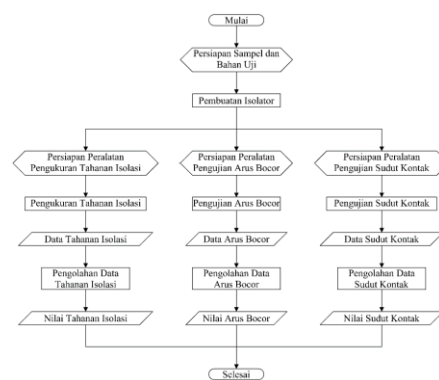 Mulai
Persiapan Sampel dan
Bahan Uji
Pembuatan Isolator
Persiapan Peralatan
Pengukuran Tahanan Isolasi
Persiapan Peralatan
Pengujian Arus Bocor
Persiapan Peralatan
Pengujian Sudut Kontak
Pengukuran Tahanan Isolasi
Pengujian Arus Bocor
Pengujian Sudut Kontak
Data Tahanan Isolasi
Data Arus Bocor
Data Sudut Kontak
Pengolahan Data
Tahanan Isolasi
Pengolahan Data
Arus Bocor
Pengolahan Data
Sudut Kontak
Nilai Tahanan Isolasi
Nilai Arus Bocor
Nilai Sudut Kontak
Selesai